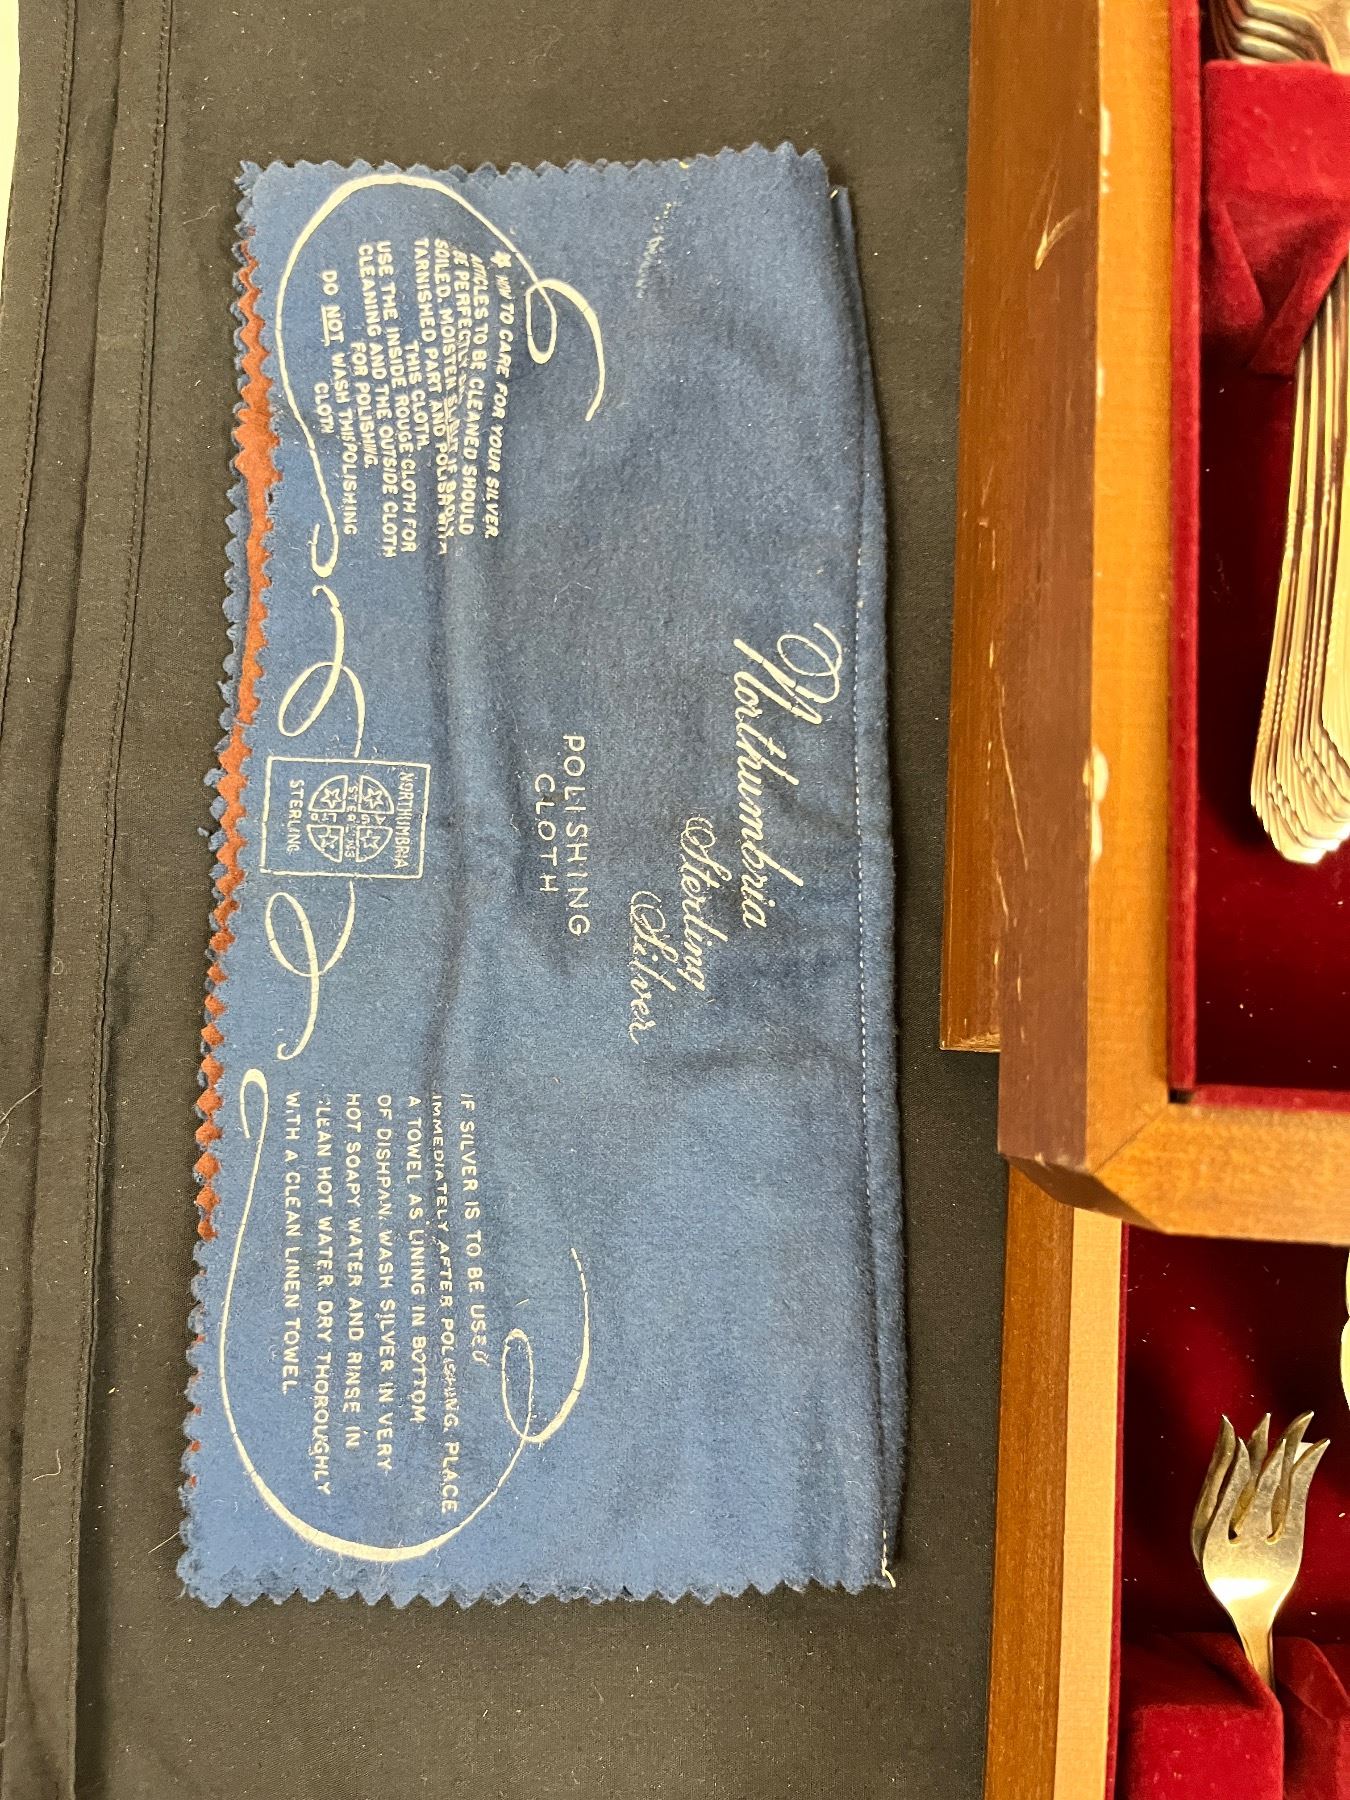 Northumbria
Sterling
Silver
POLISHING
CLOTH
TO CARE FOR YOUR SILVER
ARTICLES TO BE CLEANED SHOULD
BE PERFECTLY
SOILED, MOISTEN IF BADLY
TARNISHED PART AND POLISH WITH
THIS CLOTH
USE THE INSIDE ROUGE CLOTH FOR
CLEANING AND THE OUTSIDE CLOTH
FOR POLISHING.
DO NOT WASH THIS POLISHING
CLOTH
NORTHUMBRIA
STERLING
STERLING
IF SILVER IS TO BE USED
IMMEDIATELY AFTER POLISHING, PLACE
A TOWEL AS LINING IN BOTTOM
OF DISHPAN. WASH SILVER IN VERY
HOT SOAPY WATER AND RINSE IN
CLEAN HOT WATER. DRY THOROUGHLY
WITH A CLEAN LINEN TOWEL